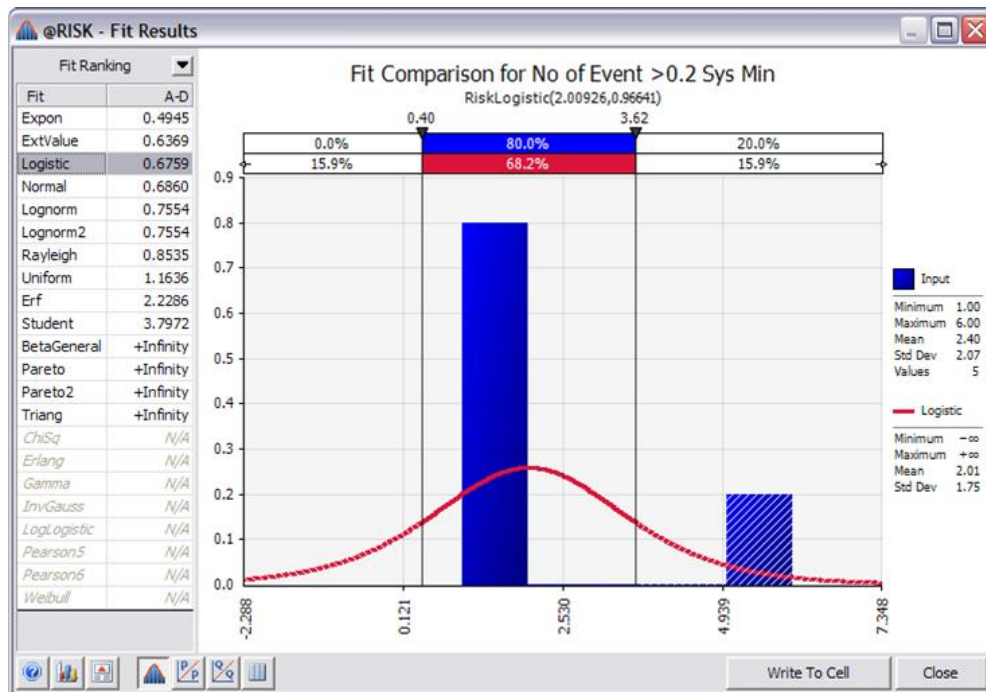 @RISK - Fit Results
Fit Ranking
Fit A-D
Expon 0.4945
ExtValue 0.6369
Logistic 0.6759
Normal 0.6860
Lognorm 0.7554
Lognorm2 0.7554
Rayleigh 0.8535
Uniform 1.1636
Erf 2.2286
Student 3.7972
BetaGeneral +Infinity
Pareto +Infinity
Pareto2 +Infinity
Triang +Infinity
ChiSq N/A
Erlang N/A
Gamma N/A
InvGauss N/A
LogLogistic N/A
Pearson5 N/A
Pearson6 N/A
Weibull N/A
Fit Comparison for No of Event >0.2 Sys Min
RiskLogistic(2.00926,0.96641)
0.40 3.62
0.0% 80.0% 20.0%
15.9% 68.2% 15.9%
0.9
0.8
0.7
0.6
0.5
0.4
0.3
0.2
0.1
0.0
-2.288
0.121
2.530
4.939
7.348
Input
Minimum 1.00
Maximum 6.00
Mean 2.40
Std Dev 2.07
Values 5
Logistic
Minimum −∞
Maximum +∞
Mean 2.01
Std Dev 1.75
? P/P Q/Q
Write To Cell Close